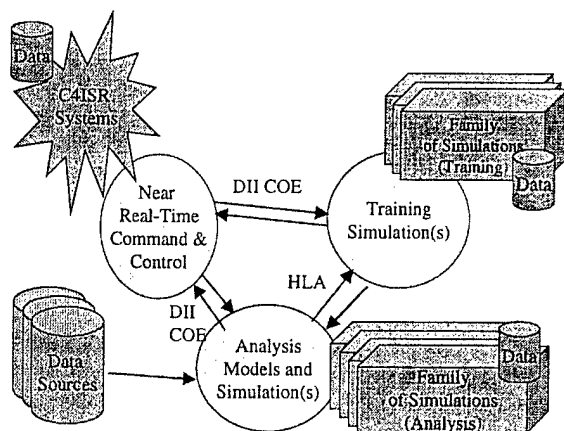 Data
C4ISR
Systems
Family
of Simulations
(Training)
Data
Near
Real-Time
Command &
Control
DII COE
Training
Simulation(s)
HLA
DII
COE
Data
Sources
Analysis
Models and
Simulation(s)
Data
Family
of Simulations
(Analysis)